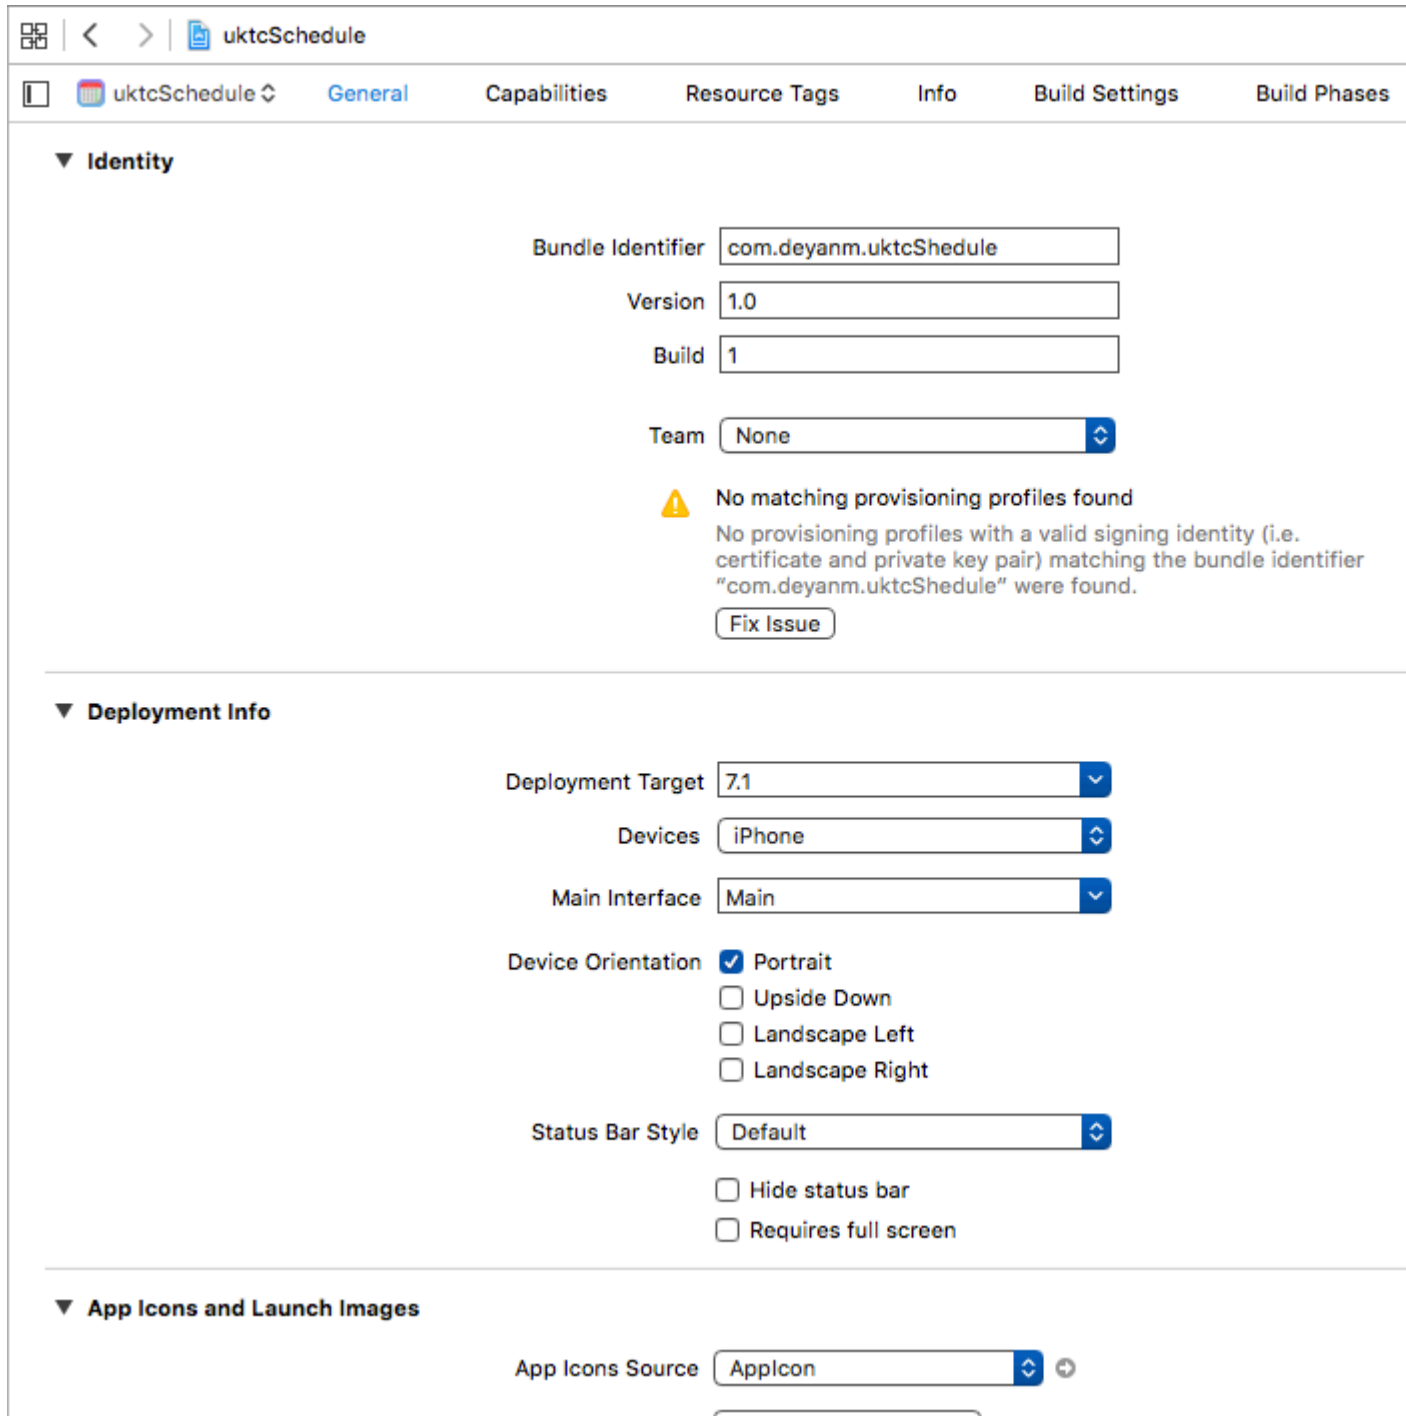 uktcSchedule
uktcSchedule General Capabilities Resource Tags Info Build Settings Build Phases
Identity
Bundle Identifier com.deyanm.uktcShedule
Version 1.0
Build 1
Team None
No matching provisioning profiles found
No provisioning profiles with a valid signing identity (i.e.
certificate and private key pair) matching the bundle identifier
“com.deyanm.uktcShedule” were found.
Fix Issue
Deployment Info
Deployment Target 7.1
Devices iPhone
Main Interface Main
Device Orientation Portrait
Upside Down
Landscape Left
Landscape Right
Status Bar Style Default
Hide status bar
Requires full screen
App Icons and Launch Images
App Icons Source AppIcon